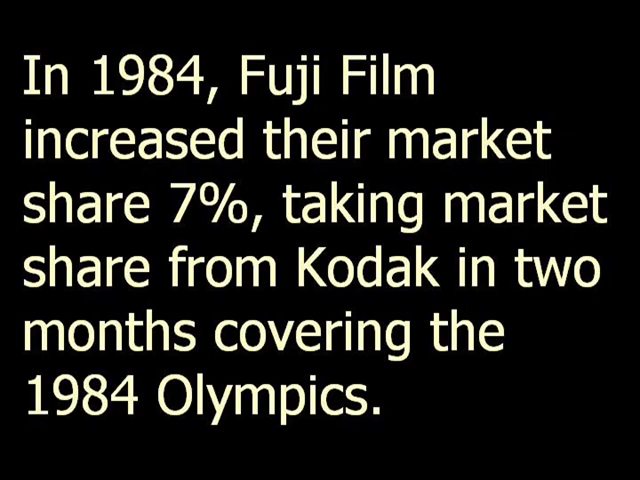 In 1984, Fuji Film
increased their market
share 7%, taking market
share from Kodak in two
months covering the
1984 Olympics.